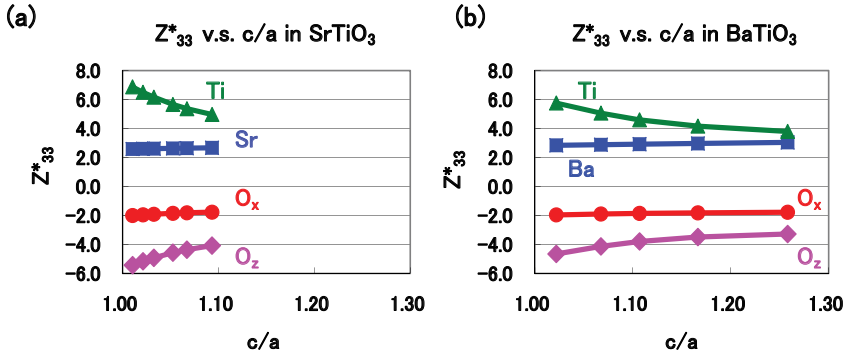 (a)
Z*33 v.s. c/a in SrTiO3
8.0
6.0
4.0
2.0
0.0
−2.0
−4.0
−6.0
Z*33
Ti
Sr
Ox
Oz
1.00
1.10
1.20
1.30
c/a
(b)
Z*33 v.s. c/a in BaTiO3
8.0
6.0
4.0
2.0
0.0
−2.0
−4.0
−6.0
Z*33
Ti
Ba
Ox
Oz
1.00
1.10
1.20
1.30
c/a